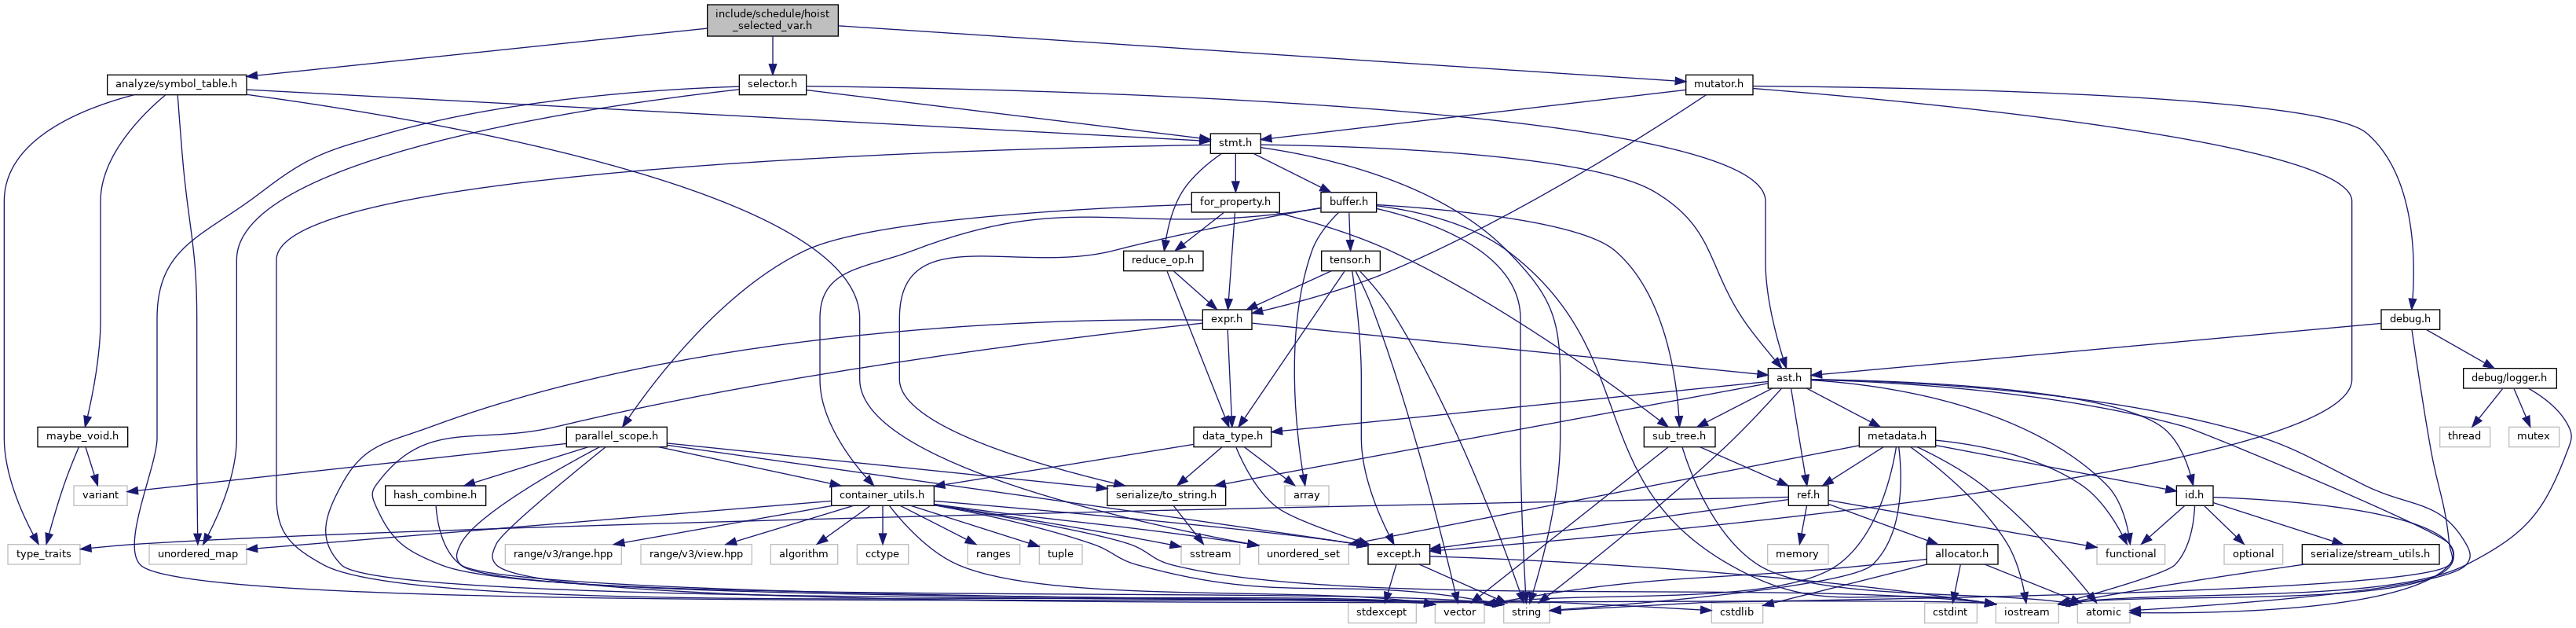 include/schedule/hoist
_selected_var.h
analyze/symbol_table.h
selector.h
mutator.h
stmt.h
for_property.h
buffer.h
reduce_op.h
tensor.h
expr.h
debug.h
ast.h
debug/logger.h
maybe_void.h
parallel_scope.h
data_type.h
sub_tree.h
metadata.h
thread
mutex
variant
hash_combine.h
container_utils.h
serialize/to_string.h
array
ref.h
id.h
type_traits
unordered_map
range/v3/range.hpp
range/v3/view.hpp
algorithm
cctype
ranges
tuple
sstream
unordered_set
except.h
memory
allocator.h
functional
optional
serialize/stream_utils.h
stdexcept
vector
string
cstdlib
cstdint
iostream
atomic